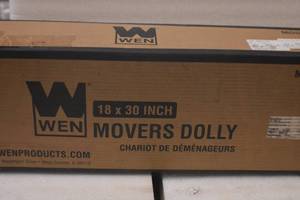 WEN
WEN
18 x 30 INCH
MOVERS DOLLY
CHARIOT DE DÉMÉNAGEURS
WENPRODUCTS.COM